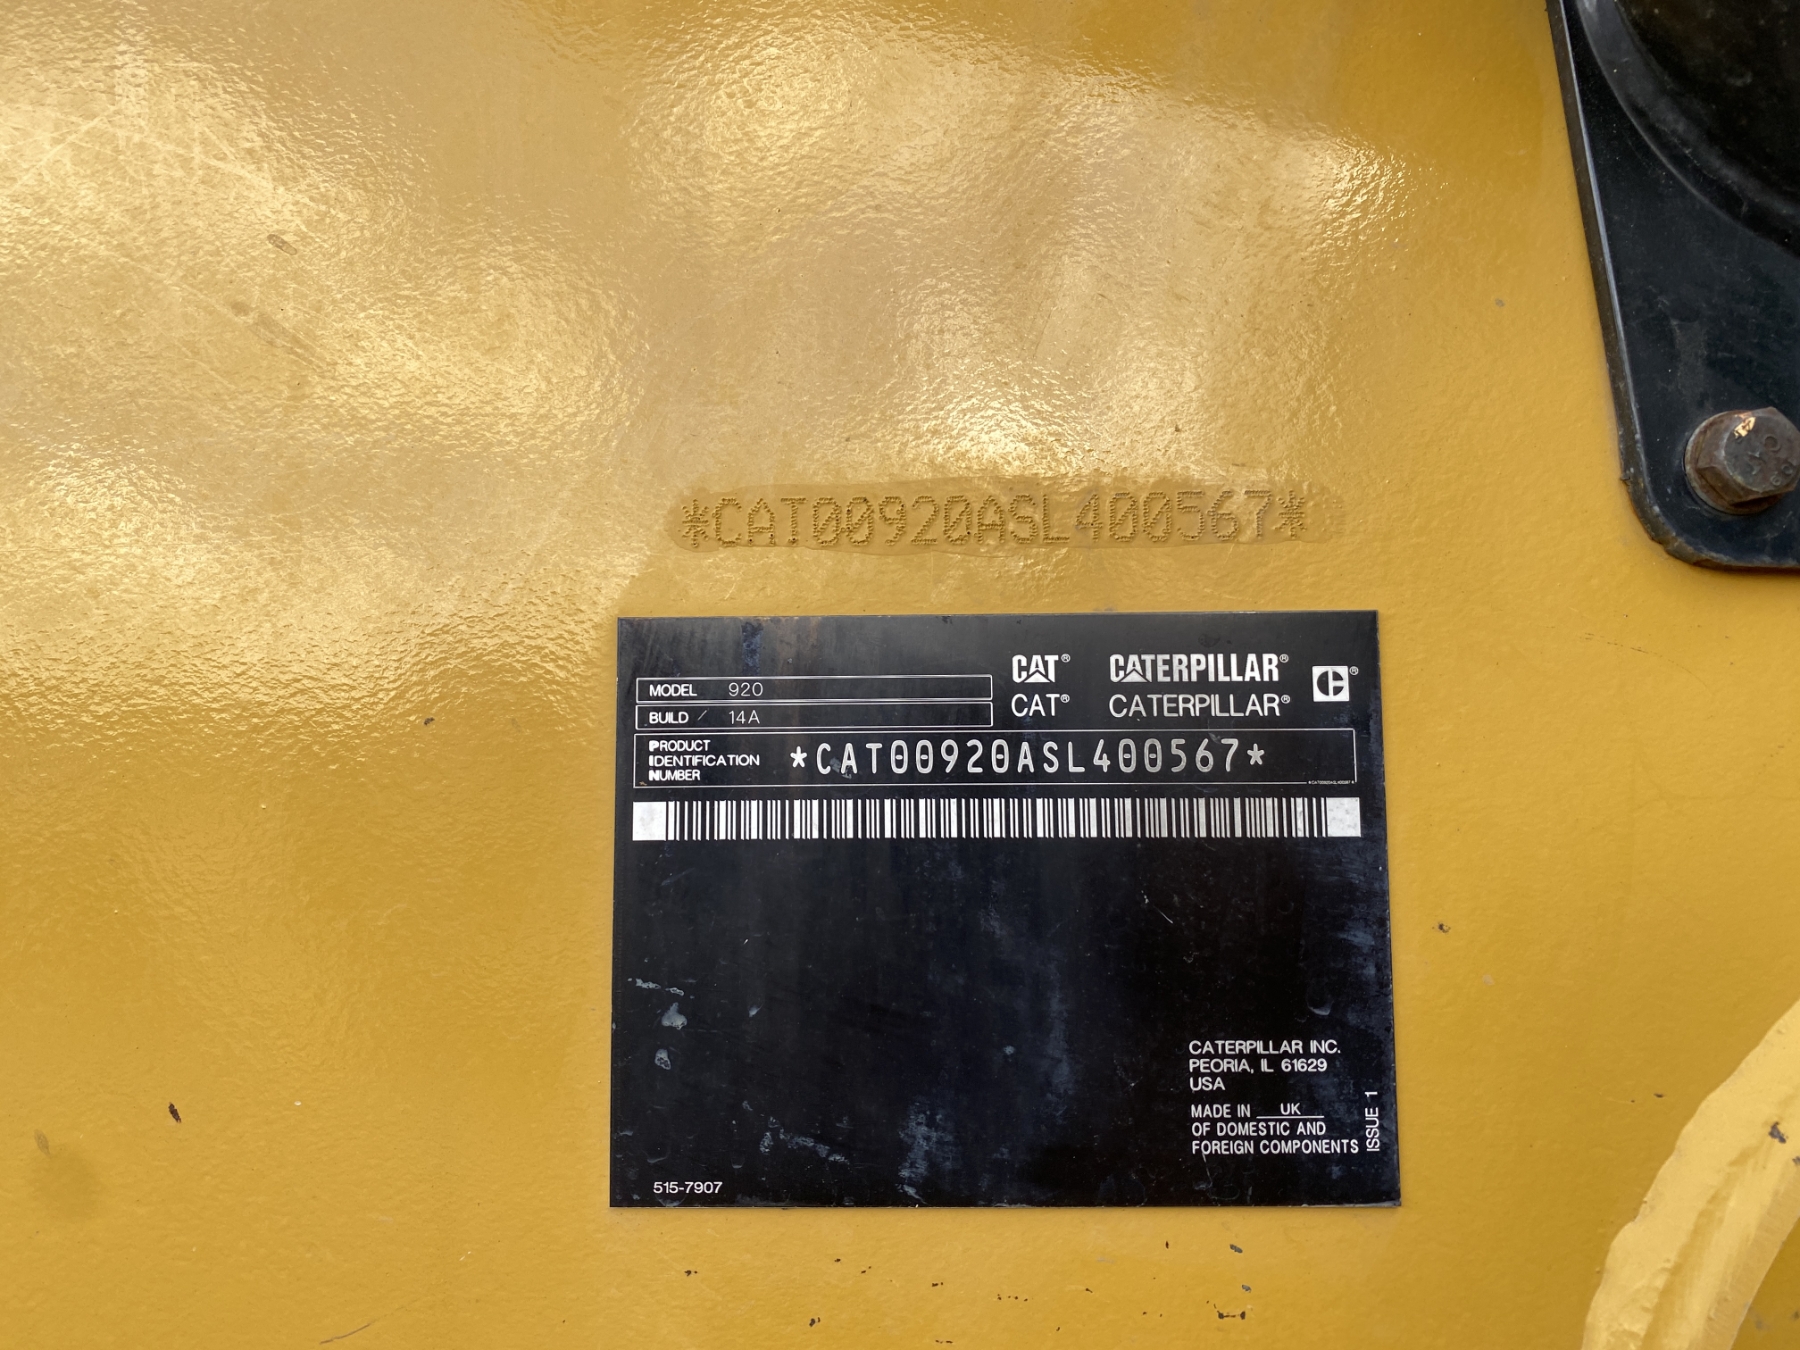 *CAT00920ASL400567*
CAT® CATERPILLAR®
MODEL 920
CAT® CATERPILLAR®
BUILD 14A
PRODUCT IDENTIFICATION NUMBER *CAT00920ASL400567*
*CAT00920ASL400567*
CATERPILLAR INC.
PEORIA, IL 61629
USA
MADE IN UK
OF DOMESTIC AND
FOREIGN COMPONENTS
ISSUE 1
515-7907